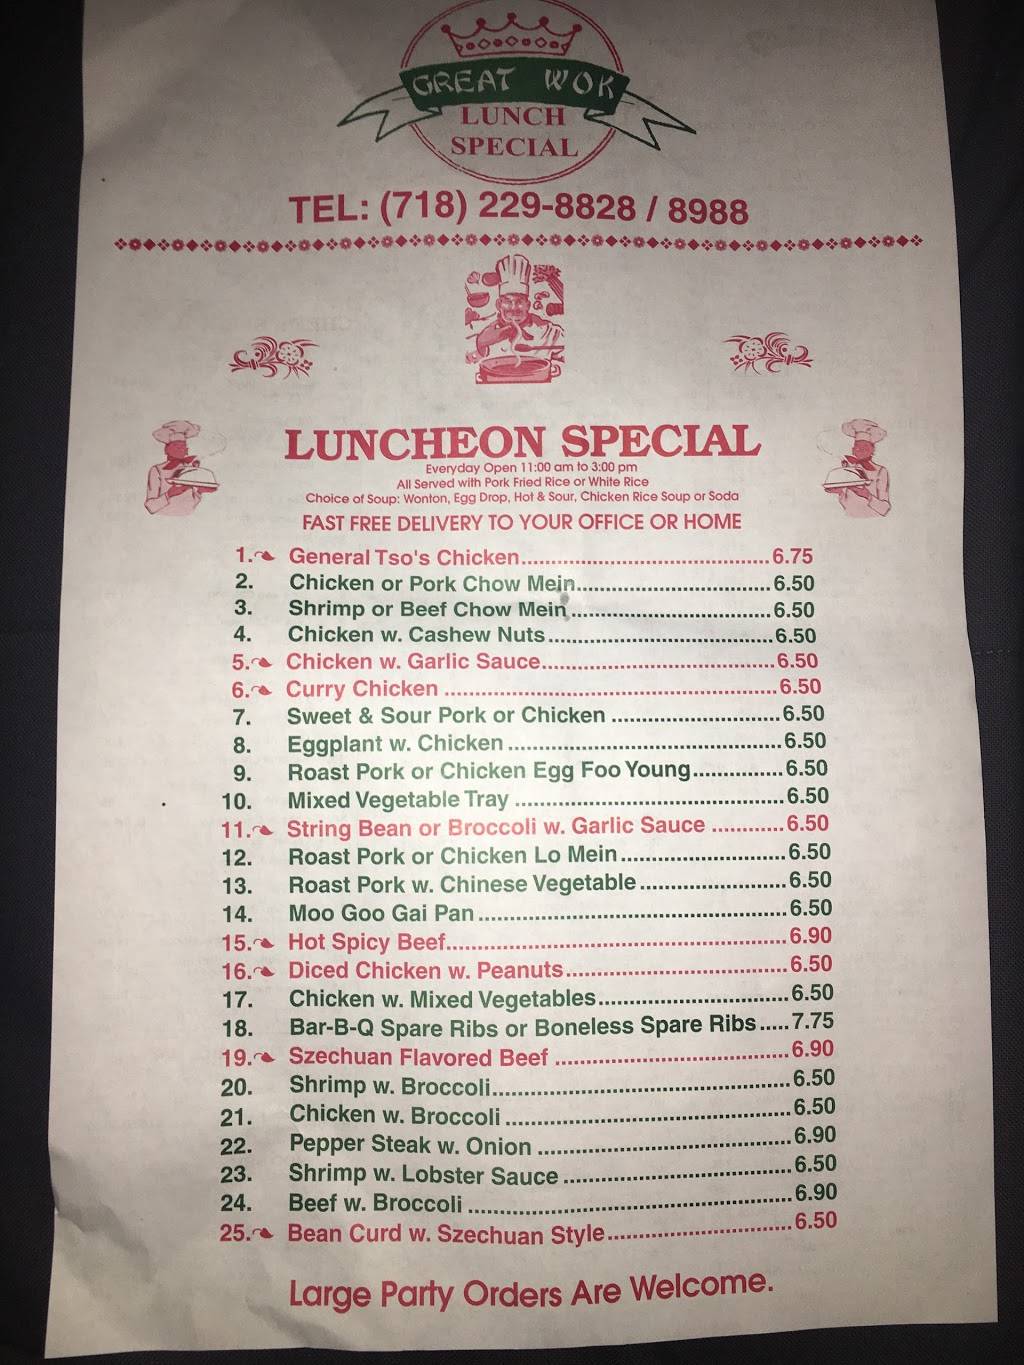 GREAT WOK
LUNCH
SPECIAL
TEL: (718) 229-8828 / 8988
LUNCHEON SPECIAL
Everyday Open 11:00 am to 3:00 pm
All Served with Pork Fried Rice or White Rice
Choice of Soup: Wonton, Egg Drop, Hot & Sour, Chicken Rice Soup or Soda
FAST FREE DELIVERY TO YOUR OFFICE OR HOME
1. General Tso's Chicken 6.75
2. Chicken or Pork Chow Mein 6.50
3. Shrimp or Beef Chow Mein 6.50
4. Chicken w. Cashew Nuts 6.50
5. Chicken w. Garlic Sauce 6.50
6. Curry Chicken 6.50
7. Sweet & Sour Pork or Chicken 6.50
8. Eggplant w. Chicken 6.50
9. Roast Pork or Chicken Egg Foo Young 6.50
10. Mixed Vegetable Tray 6.50
11. String Bean or Broccoli w. Garlic Sauce 6.50
12. Roast Pork or Chicken Lo Mein 6.50
13. Roast Pork w. Chinese Vegetable 6.50
14. Moo Goo Gai Pan 6.50
15. Hot Spicy Beef 6.90
16. Diced Chicken w. Peanuts 6.50
17. Chicken w. Mixed Vegetables 6.50
18. Bar-B-Q Spare Ribs or Boneless Spare Ribs 7.75
19. Szechuan Flavored Beef 6.90
20. Shrimp w. Broccoli 6.50
21. Chicken w. Broccoli 6.50
22. Pepper Steak w. Onion 6.90
23. Shrimp w. Lobster Sauce 6.50
24. Beef w. Broccoli 6.90
25. Bean Curd w. Szechuan Style 6.50
Large Party Orders Are Welcome.